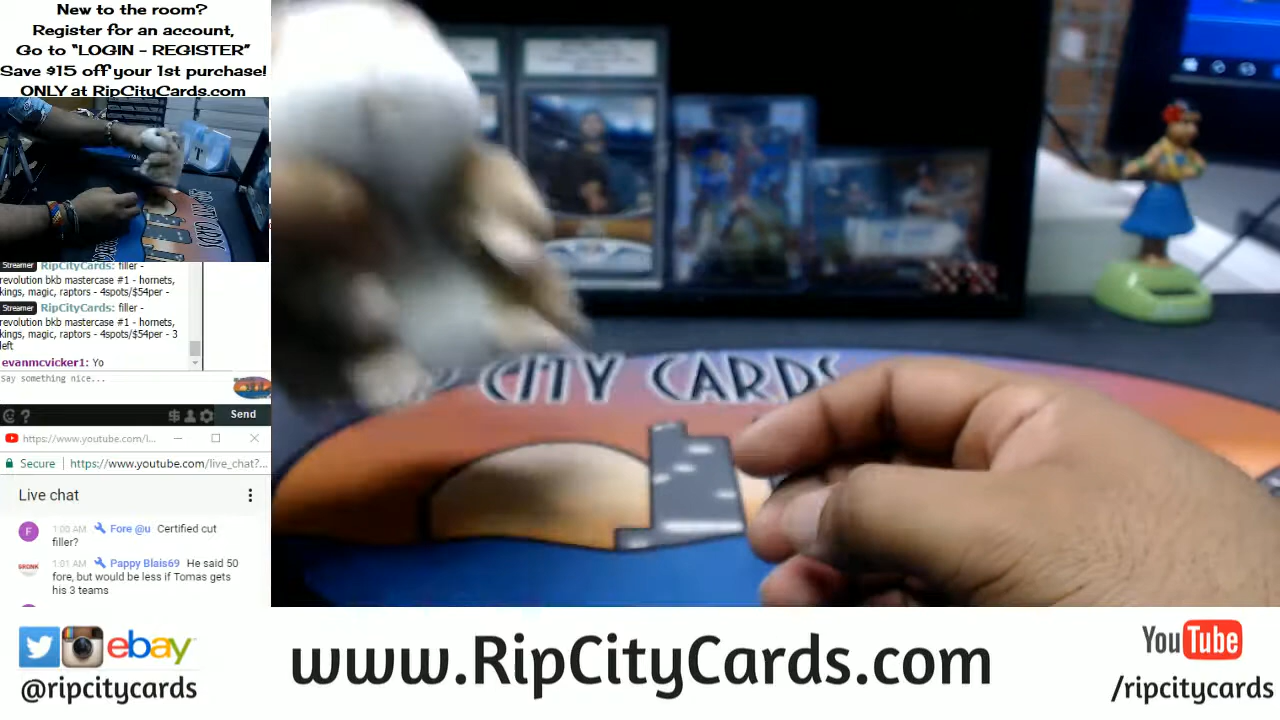 New to the room?
Register for an account,
Go to “LOGIN - REGISTER”
Save $15 off your 1st purchase!
ONLY at RipCityCards.com
Streamer RipCityCards: filler -
revolution bkb mastercase #1 - hornets,
kings, magic, raptors - 4spots/$54per -
Streamer RipCityCards: filler -
revolution bkb mastercase #1 - hornets,
kings, magic, raptors - 4spots/$54per - 3
left
evanmcvicker1: Yo
Say something nice...
Send
https://www.youtube.com/l...
Secure
https://www.youtube.com/live_chat?...
Live chat
F
1:00 AM Fore @u Certified cut
filler?
GRONK
1:01 AM Pappy Blais69 He said 50
fore, but would be less if Tomas gets
his 3 teams
CITY CARDS
ebay
@ripcitycards
www.RipCityCards.com
YouTube
/ripcitycards